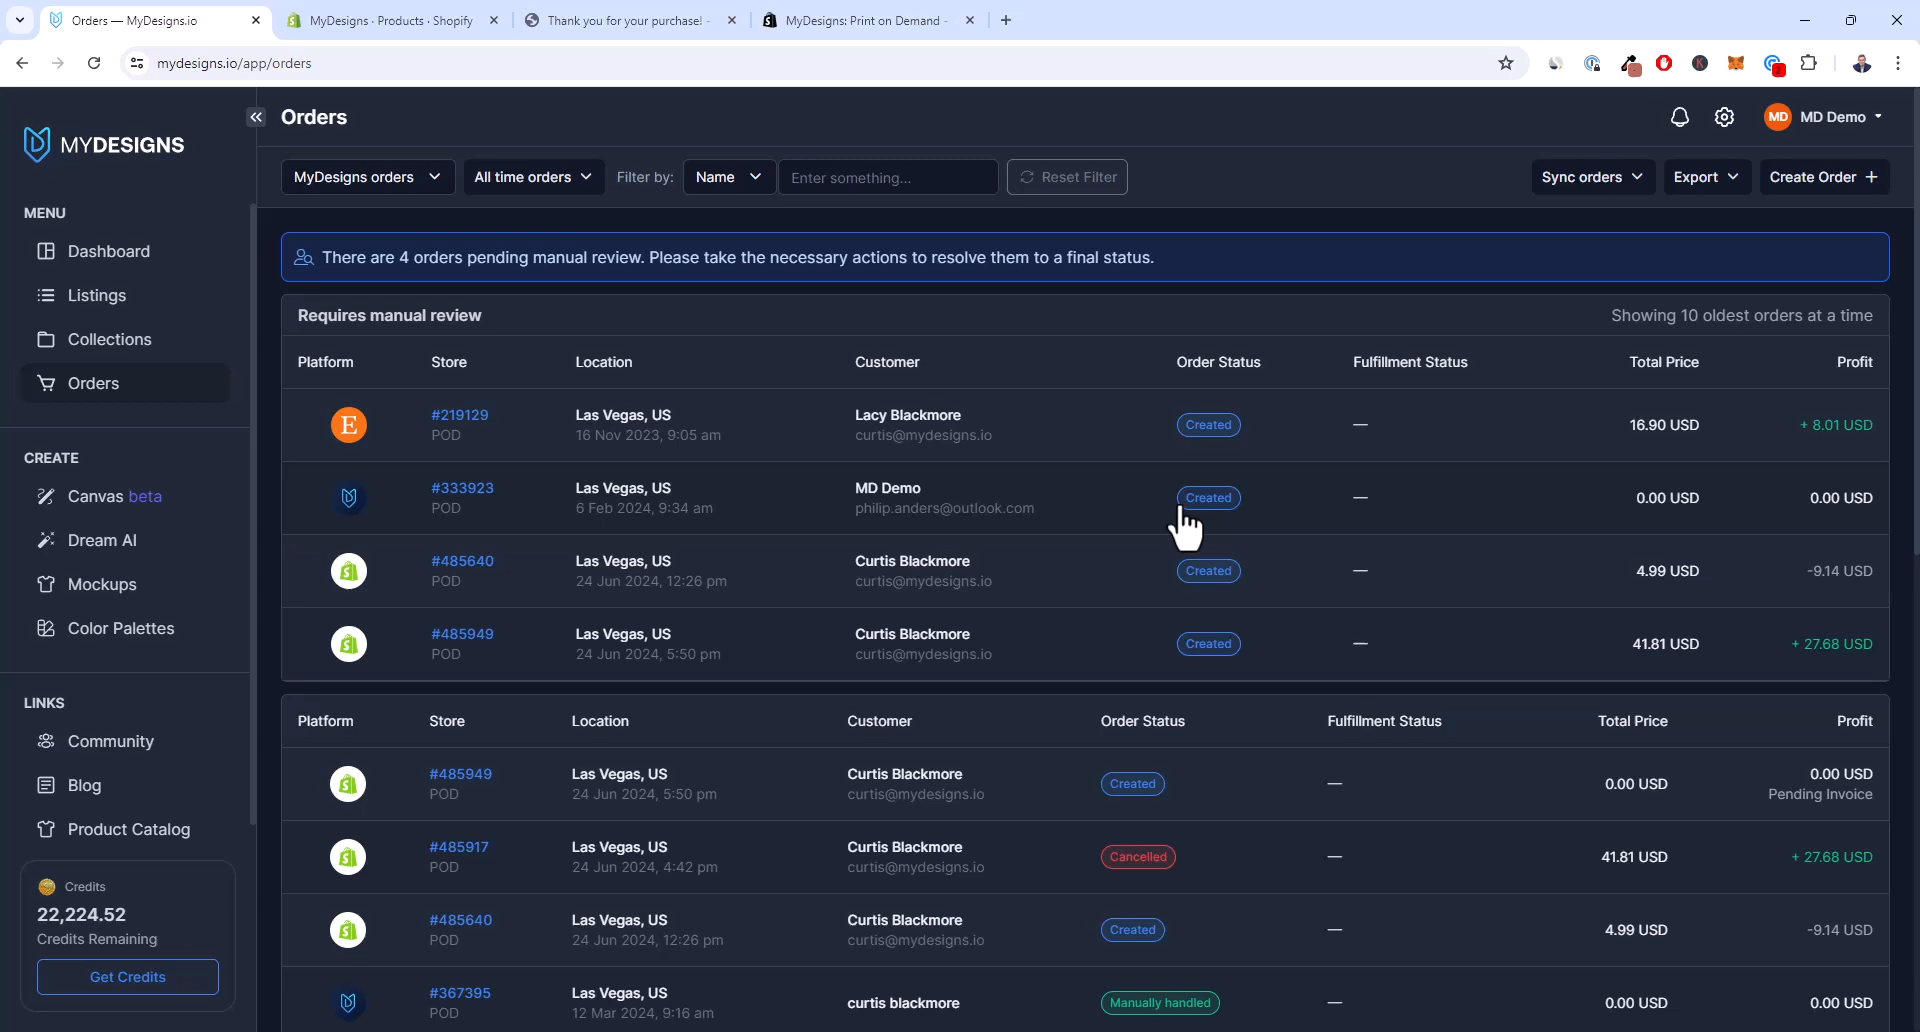 Orders — MyDesigns.io
MyDesigns · Products · Shopify
Thank you for your purchase! -
MyDesigns: Print on Demand -
mydesigns.io/app/orders
MYDESIGNS
Orders
MD
MD Demo
MyDesigns orders
All time orders
Filter by:
Name
Enter something...
Reset Filter
Sync orders
Export
Create Order +
MENU
Dashboard
Listings
Collections
Orders
CREATE
Canvas beta
Dream AI
Mockups
Color Palettes
LINKS
Community
Blog
Product Catalog
Credits
22,224.52
Credits Remaining
Get Credits
There are 4 orders pending manual review. Please take the necessary actions to resolve them to a final status.
Requires manual review
Showing 10 oldest orders at a time
Platform Store Location Customer Order Status Fulfillment Status Total Price Profit
E #219129 Las Vegas, US Lacy Blackmore Created — 16.90 USD + 8.01 USD
POD 16 Nov 2023, 9:05 am curtis@mydesigns.io
#333923 Las Vegas, US MD Demo Created — 0.00 USD 0.00 USD
POD 6 Feb 2024, 9:34 am philip.anders@outlook.com
#485640 Las Vegas, US Curtis Blackmore Created — 4.99 USD -9.14 USD
POD 24 Jun 2024, 12:26 pm curtis@mydesigns.io
#485949 Las Vegas, US Curtis Blackmore Created — 41.81 USD + 27.68 USD
POD 24 Jun 2024, 5:50 pm curtis@mydesigns.io
Platform Store Location Customer Order Status Fulfillment Status Total Price Profit
#485949 Las Vegas, US Curtis Blackmore Created — 0.00 USD 0.00 USD
POD 24 Jun 2024, 5:50 pm curtis@mydesigns.io Pending Invoice
#485917 Las Vegas, US Curtis Blackmore Cancelled — 41.81 USD + 27.68 USD
POD 24 Jun 2024, 4:42 pm curtis@mydesigns.io
#485640 Las Vegas, US Curtis Blackmore Created — 4.99 USD -9.14 USD
POD 24 Jun 2024, 12:26 pm curtis@mydesigns.io
#367395 Las Vegas, US curtis blackmore Manually handled — 0.00 USD 0.00 USD
POD 12 Mar 2024, 9:16 am